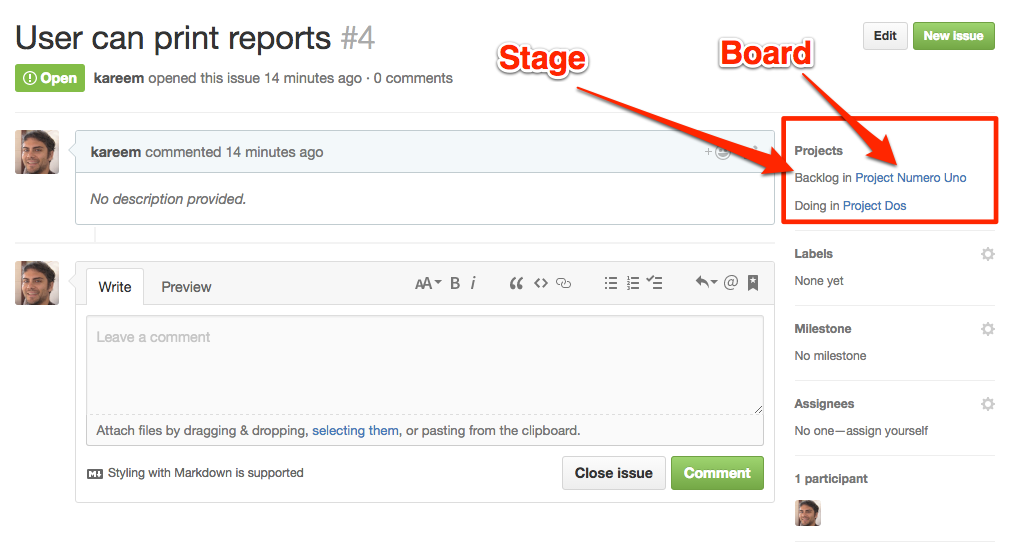 User can print reports #4
Edit
New issue
Stage
Board
Open
kareem opened this issue 14 minutes ago · 0 comments
kareem commented 14 minutes ago
No description provided.
Projects
Backlog in Project Numero Uno
Doing in Project Dos
Labels
None yet
Milestone
No milestone
Assignees
No one—assign yourself
1 participant
Write
Preview
AA
B
i
@
Leave a comment
Attach files by dragging & dropping, selecting them, or pasting from the clipboard.
Styling with Markdown is supported
Close issue
Comment